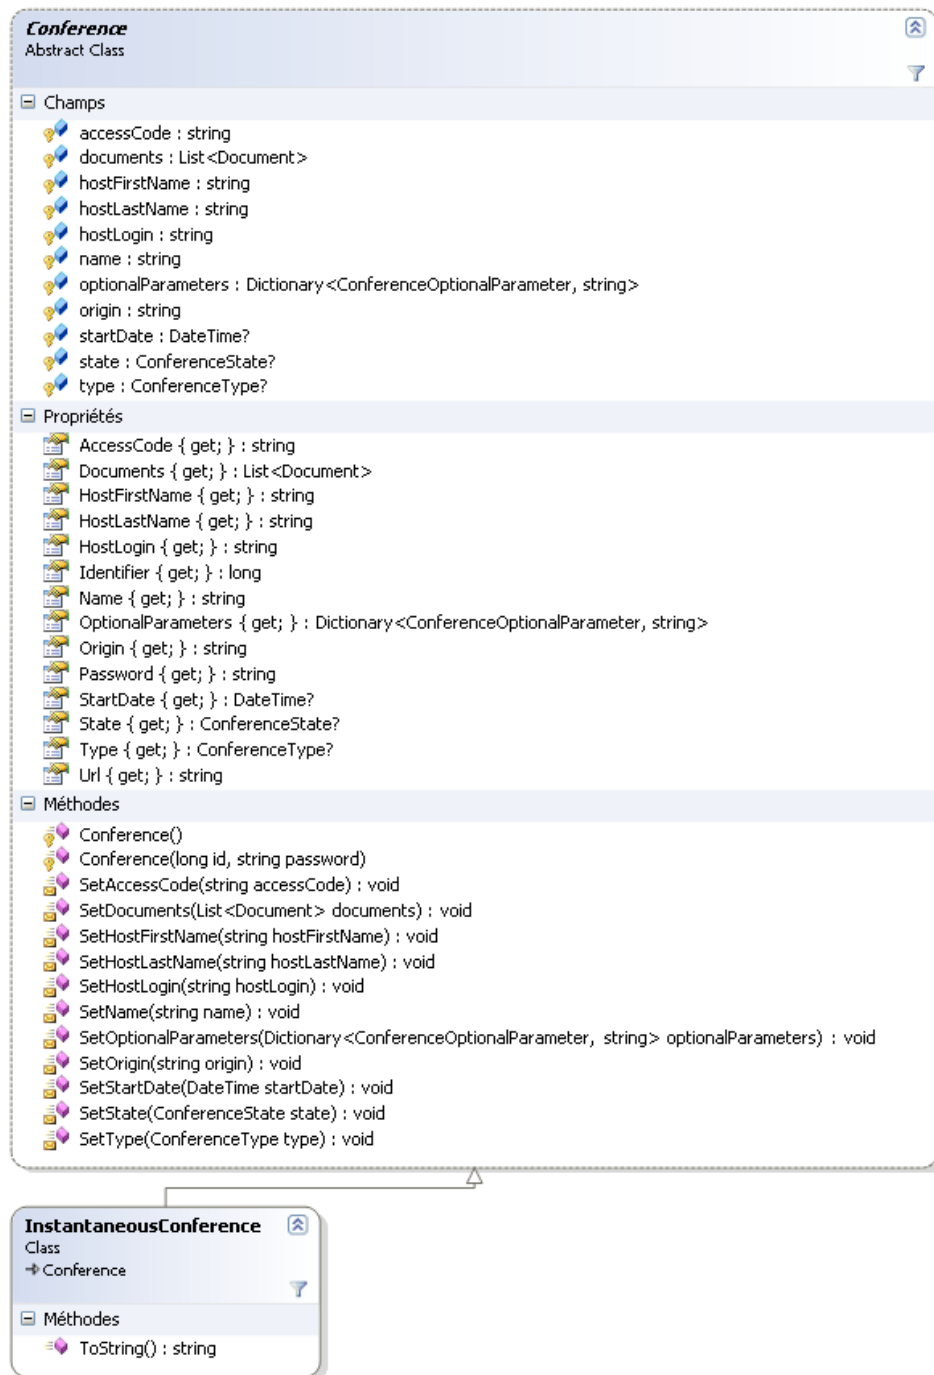 Conference
Abstract Class
Champs
accessCode : string
documents : List<Document>
hostFirstName : string
hostLastName : string
hostLogin : string
name : string
optionalParameters : Dictionary<ConferenceOptionalParameter, string>
origin : string
startDate : DateTime?
state : ConferenceState?
type : ConferenceType?
Propriétés
AccessCode { get; } : string
Documents { get; } : List<Document>
HostFirstName { get; } : string
HostLastName { get; } : string
HostLogin { get; } : string
Identifier { get; } : long
Name { get; } : string
OptionalParameters { get; } : Dictionary<ConferenceOptionalParameter, string>
Origin { get; } : string
Password { get; } : string
StartDate { get; } : DateTime?
State { get; } : ConferenceState?
Type { get; } : ConferenceType?
Url { get; } : string
Méthodes
Conference()
Conference(long id, string password)
SetAccessCode(string accessCode) : void
SetDocuments(List<Document> documents) : void
SetHostFirstName(string hostFirstName) : void
SetHostLastName(string hostLastName) : void
SetHostLogin(string hostLogin) : void
SetName(string name) : void
SetOptionalParameters(Dictionary<ConferenceOptionalParameter, string> optionalParameters) : void
SetOrigin(string origin) : void
SetStartDate(DateTime startDate) : void
SetState(ConferenceState state) : void
SetType(ConferenceType type) : void
InstantaneousConference
Class
Conference
Méthodes
ToString() : string